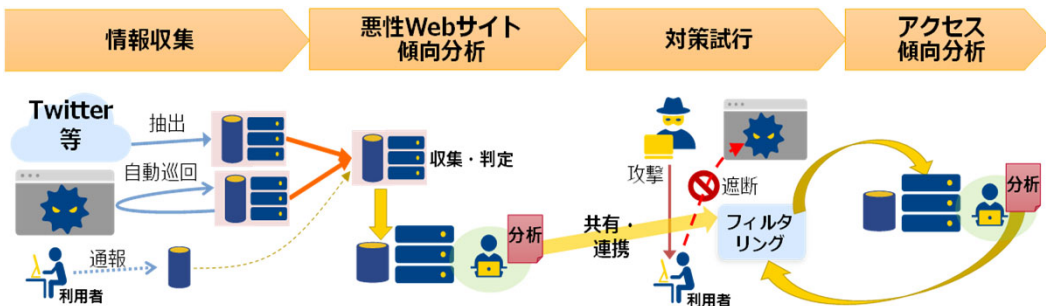 情報収集
悪性Webサイト
傾向分析
対策試行
アクセス
傾向分析
Twitter
等
抽出
自動巡回
通報
利用者
収集・判定
分析
共有・
連携
攻撃
遮断
利用者
フィルタ
リング
分析